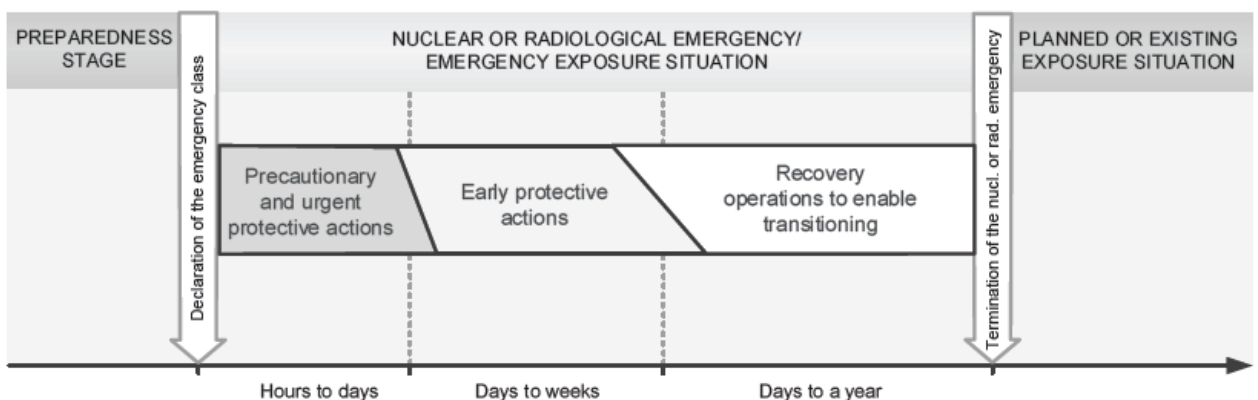 PREPAREDNESS
STAGE
Declaration of the emergency class
NUCLEAR OR RADIOLOGICAL EMERGENCY/
EMERGENCY EXPOSURE SITUATION
Termination of the nucl. or rad. emergency
PLANNED OR EXISTING
EXPOSURE SITUATION
Precautionary
and urgent
protective actions
Early protective
actions
Recovery
operations to enable
transitioning
Hours to days
Days to weeks
Days to a year